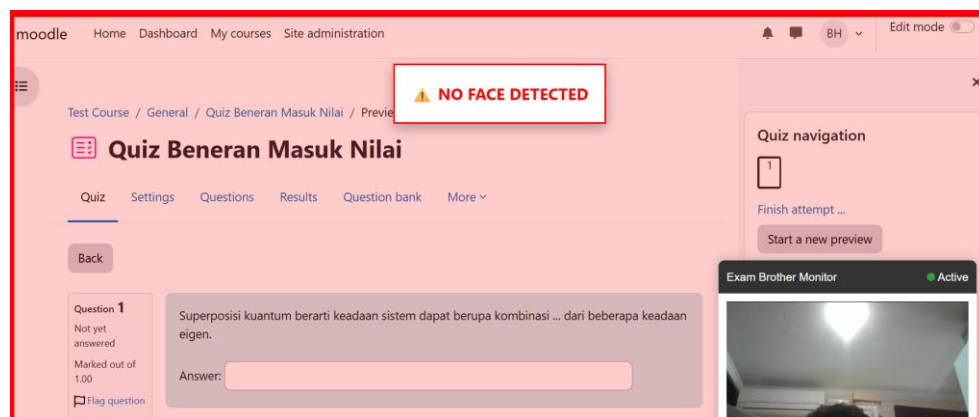 moodle Home Dashboard My courses Site administration BH Edit mode
⚠ NO FACE DETECTED
Test Course / General / Quiz Beneran Masuk Nilai / Previe
Quiz Beneran Masuk Nilai
Quiz Settings Questions Results Question bank More
Back
Question 1
Not yet
answered
Marked out of
1.00
Flag question
Superposisi kuantum berarti keadaan sistem dapat berupa kombinasi ... dari beberapa keadaan
eigen.
Answer:
Quiz navigation
1
Finish attempt ...
Start a new preview
Exam Brother Monitor Active